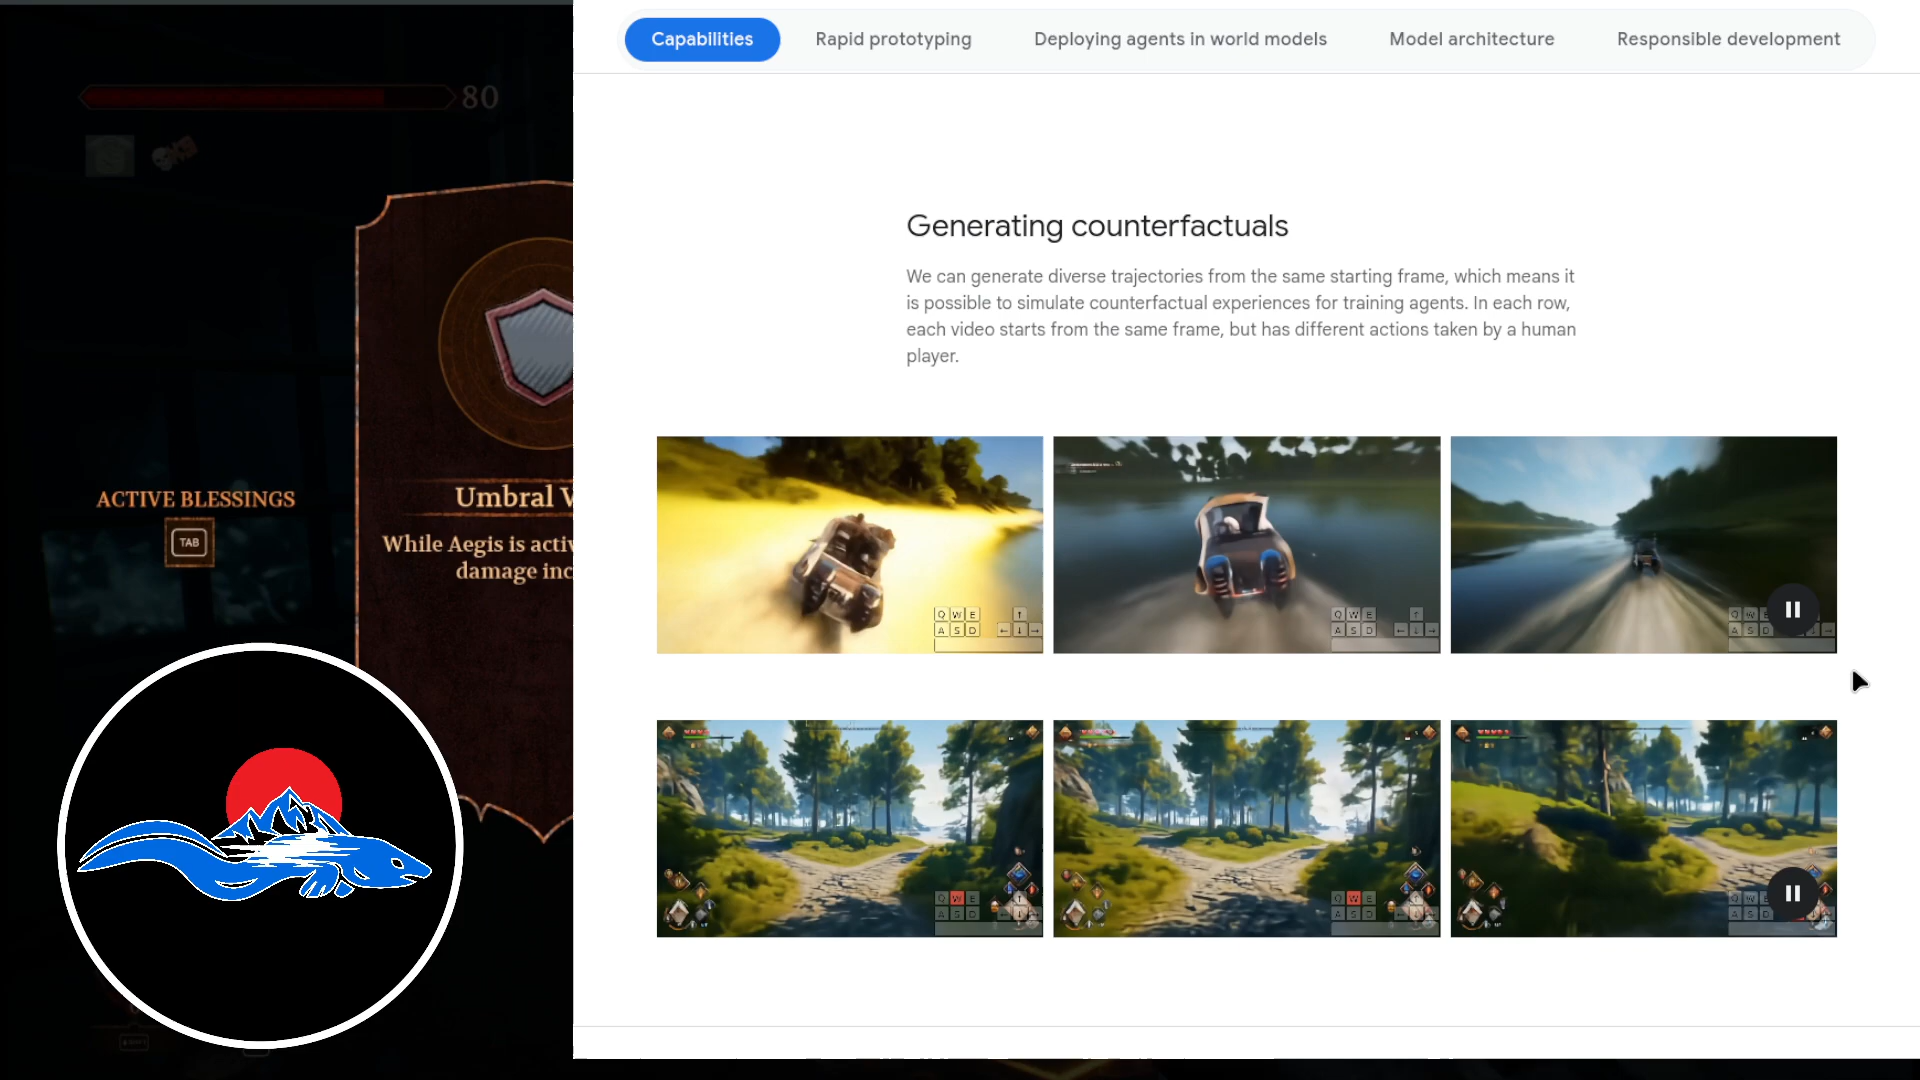 Capabilities
Rapid prototyping
Deploying agents in world models
Model architecture
Responsible development
80
Generating counterfactuals
We can generate diverse trajectories from the same starting frame, which means it
is possible to simulate counterfactual experiences for training agents. In each row,
each video starts from the same frame, but has different actions taken by a human
player.
ACTIVE BLESSINGS
TAB
Umbral
While Aegis is activ
damage inc
Q W E ↑
A S D ← ↓ →
Q W E ↑
A S D ← ↓ →
Q W E
A S D ↓ →
Q W E
A S D
Q W E
A S D
Q W E
A S D